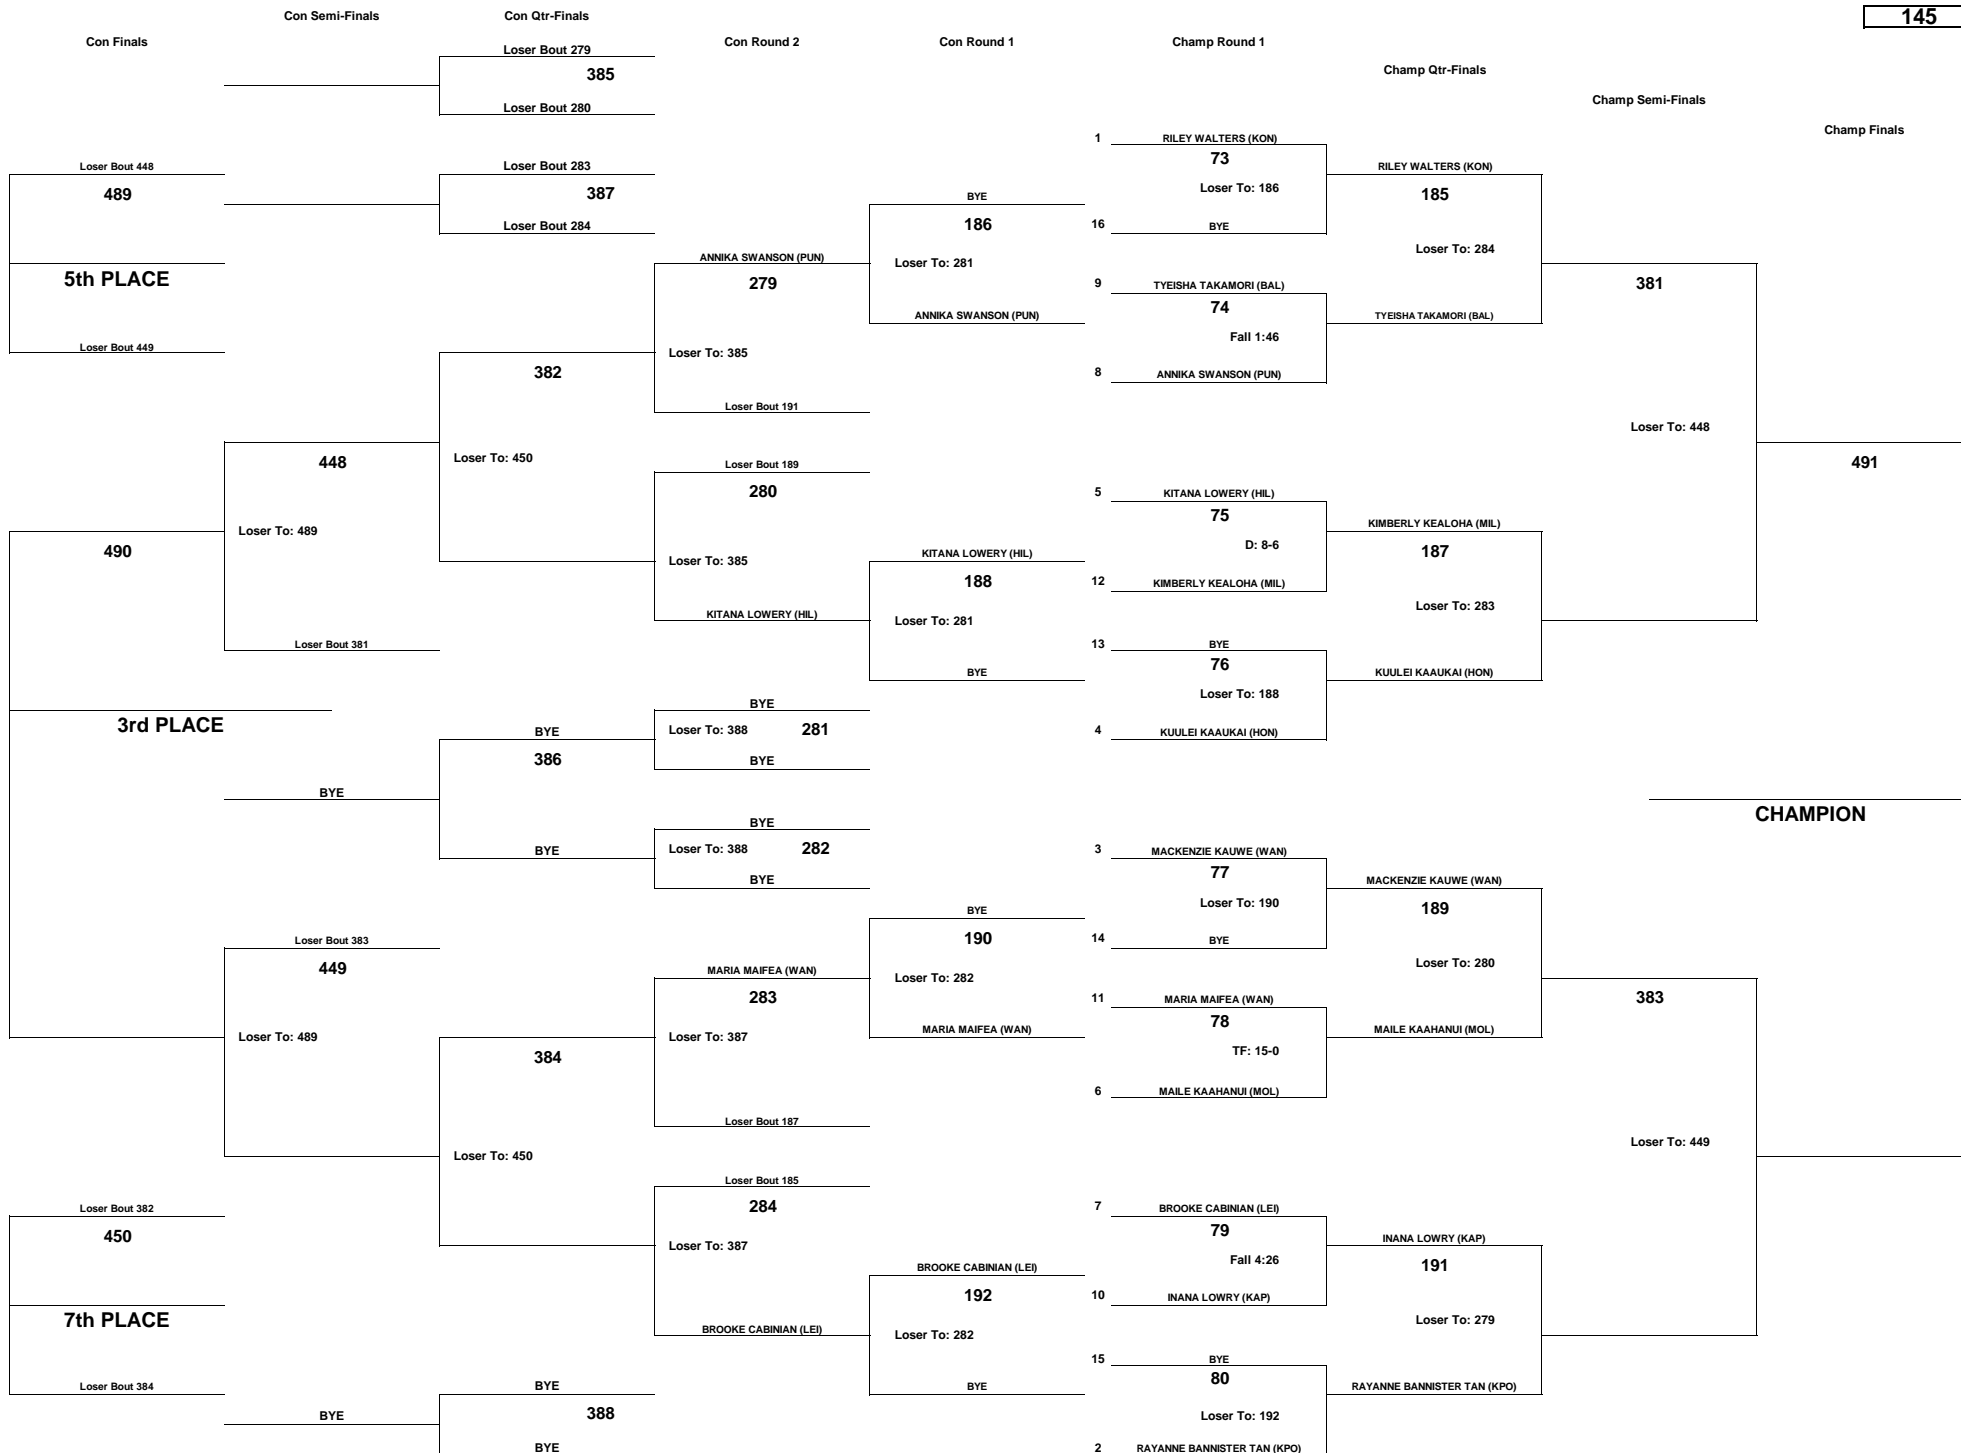 Con Semi-Finals
Con Qtr-Finals
145
Con Finals
Loser Bout 279
Con Round 2
Con Round 1
Champ Round 1
385
Champ Qtr-Finals
Loser Bout 280
Champ Semi-Finals
Champ Finals
1 RILEY WALTERS (KON)
Loser Bout 448
Loser Bout 283
73
RILEY WALTERS (KON)
489
387
Loser To: 186
185
BYE
Loser Bout 284
186
16 BYE
ANNIKA SWANSON (PUN)
Loser To: 281
Loser To: 284
5th PLACE
279
9 TYEISHA TAKAMORI (BAL)
381
ANNIKA SWANSON (PUN)
74
TYEISHA TAKAMORI (BAL)
Fall 1:46
Loser Bout 449
Loser To: 385
382
8 ANNIKA SWANSON (PUN)
Loser Bout 191
Loser To: 448
448
Loser To: 450
Loser Bout 189
491
280
5 KITANA LOWERY (HIL)
75
KIMBERLY KEALOHA (MIL)
Loser To: 489
490
D: 8-6
187
Loser To: 385
KITANA LOWERY (HIL)
188
12 KIMBERLY KEALOHA (MIL)
KITANA LOWERY (HIL)
Loser To: 281
Loser To: 283
Loser Bout 381
13 BYE
BYE
76
KUULEI KAAUKAI (HON)
Loser To: 188
BYE
3rd PLACE
BYE
Loser To: 388 281
4 KUULEI KAAUKAI (HON)
386
BYE
BYE
CHAMPION
BYE
BYE
Loser To: 388 282
3 MACKENZIE KAUWE (WAN)
77
BYE
MACKENZIE KAUWE (WAN)
Loser To: 190
189
BYE
Loser Bout 383
190
14 BYE
449
MARIA MAIFEA (WAN)
Loser To: 282
Loser To: 280
283
11 MARIA MAIFEA (WAN)
383
MARIA MAIFEA (WAN)
78
MAILE KAAHANUI (MOL)
Loser To: 489
Loser To: 387
TF: 15-0
384
6 MAILE KAAHANUI (MOL)
Loser Bout 187
Loser To: 449
Loser To: 450
Loser Bout 185
Loser Bout 382
284
7 BROOKE CABINIAN (LEI)
450
Loser To: 387
79
INANA LOWRY (KAP)
Fall 4:26
191
BROOKE CABINIAN (LEI)
192
10 INANA LOWRY (KAP)
7th PLACE
BROOKE CABINIAN (LEI)
Loser To: 282
Loser To: 279
15 BYE
Loser Bout 384
BYE
BYE
80
RAYANNE BANNISTER TAN (KPO)
BYE
388
Loser To: 192
BYE
2 RAYANNE BANNISTER TAN (KPO)